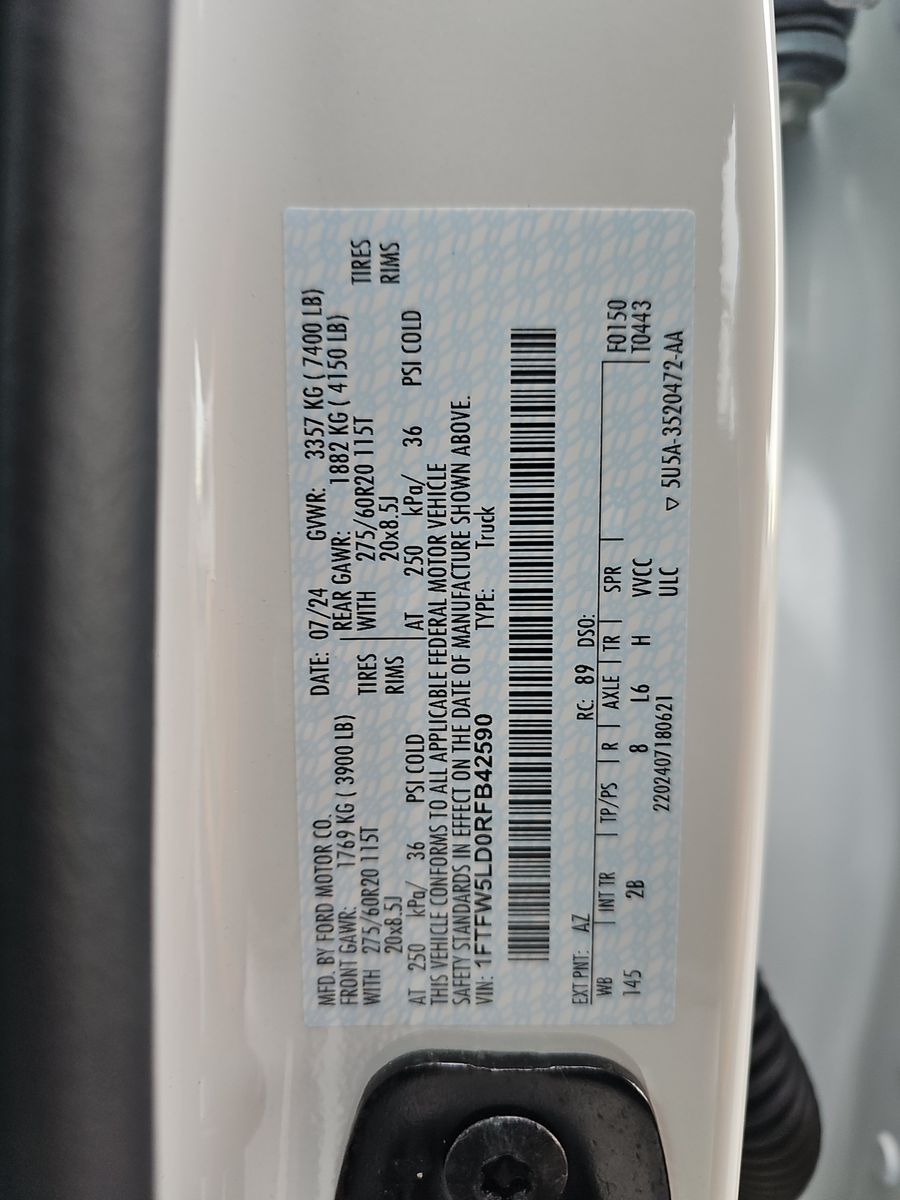 MFD. BY FORD MOTOR CO. DATE: 07/24 GVWR: 3357 KG ( 7400 LB)
FRONT GAWR: 1769 KG ( 3900 LB) REAR GAWR: 1882 KG ( 4150 LB)
WITH 275/60R20 115T TIRES WITH 275/60R20 115T TIRES
20x8.5J RIMS 20x8.5J RIMS
AT 250 kPa/ 36 PSI COLD AT 250 kPa/ 36 PSI COLD
THIS VEHICLE CONFORMS TO ALL APPLICABLE FEDERAL MOTOR VEHICLE
SAFETY STANDARDS IN EFFECT ON THE DATE OF MANUFACTURE SHOWN ABOVE.
VIN: 1FTFW5LD0RFB42590 TYPE: Truck
EXT PNT: AZ RC: 89 DSO: F0150
WB INT TR TP/PS R AXLE TR SPR T0443
145 2B 8 L6 H VVCC
2202407180621 ULC ▽ 5U5A-3520472-AA